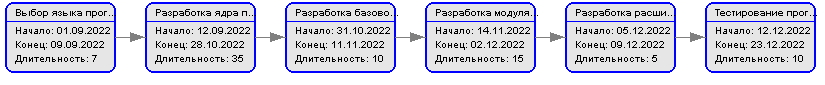 Выбор языка прог...
Начало: 01.09.2022
Конец: 09.09.2022
Длительность: 7
Разработка ядра п...
Начало: 12.09.2022
Конец: 28.10.2022
Длительность: 35
Разработка базово...
Начало: 31.10.2022
Конец: 11.11.2022
Длительность: 10
Разработка модуля...
Начало: 14.11.2022
Конец: 02.12.2022
Длительность: 15
Разработка расши...
Начало: 05.12.2022
Конец: 09.12.2022
Длительность: 5
Тестирование прог...
Начало: 12.12.2022
Конец: 23.12.2022
Длительность: 10